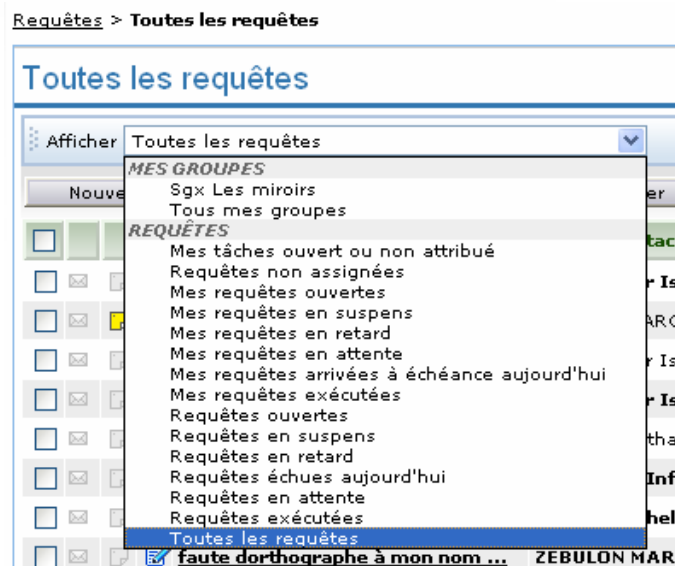 Requêtes > Toutes les requêtes
Toutes les requêtes
Afficher Toutes les requêtes
MES GROUPES
Sgx Les miroirs
Tous mes groupes
REQUÊTES
Mes tâches ouvert ou non attribué
Requêtes non assignées
Mes requêtes ouvertes
Mes requêtes en suspens
Mes requêtes en retard
Mes requêtes en attente
Mes requêtes arrivées à échéance aujourd'hui
Mes requêtes exécutées
Requêtes ouvertes
Requêtes en suspens
Requêtes en retard
Requêtes échues aujourd'hui
Requêtes en attente
Requêtes exécutées
Toutes les requêtes
faute dorthographe à mon nom ... ZEBULON MAR